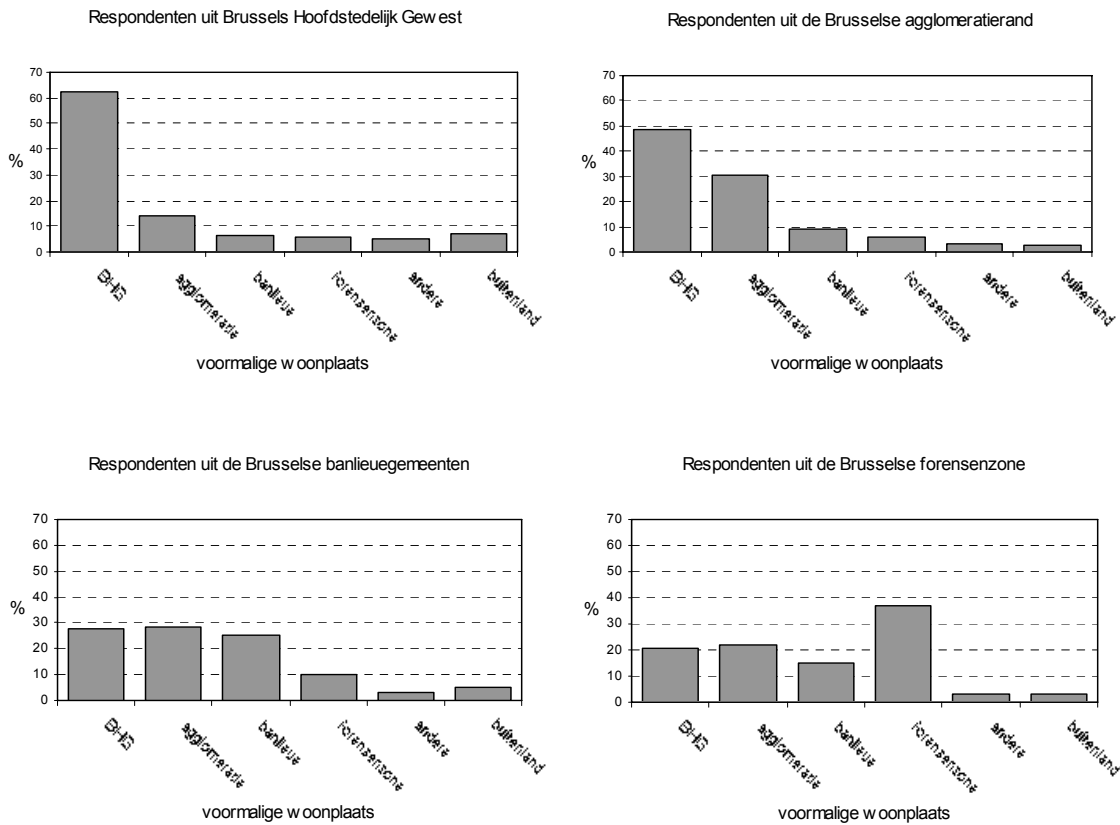 Respondenten uit Brussels Hoofdstedelijk Gewest
70
60
50
40
30
20
10
0
%
BHG
agglomeratie
banlieue
forensenzone
andere
buitenland
voormalige woonplaats
Respondenten uit de Brusselse agglomeratierand
70
60
50
40
30
20
10
0
%
BHG
agglomeratie
banlieue
forensenzone
andere
buitenland
voormalige woonplaats
Respondenten uit de Brusselse banlieuegemeenten
70
60
50
40
30
20
10
0
%
BHG
agglomeratie
banlieue
forensenzone
andere
buitenland
voormalige woonplaats
Respondenten uit de Brusselse forensenzone
70
60
50
40
30
20
10
0
%
BHG
agglomeratie
banlieue
forensenzone
andere
buitenland
voormalige woonplaats